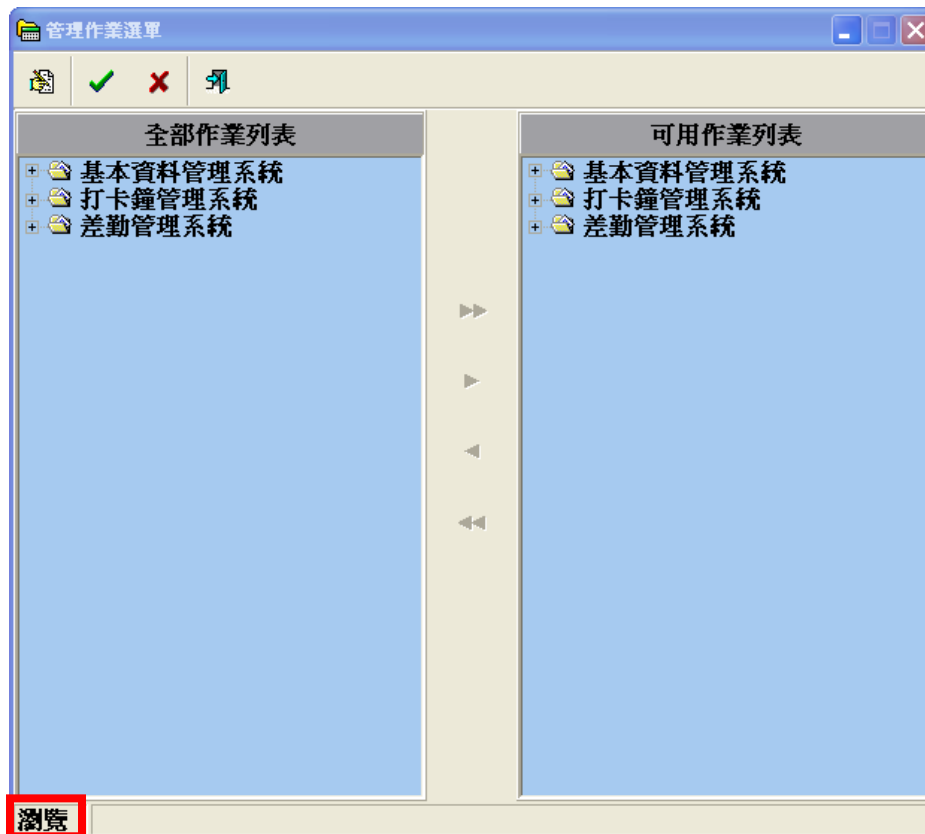 管理作業選單
全部作業列表
基本資料管理系統
打卡鐘管理系統
差勤管理系統
可用作業列表
基本資料管理系統
打卡鐘管理系統
差勤管理系統
瀏覽